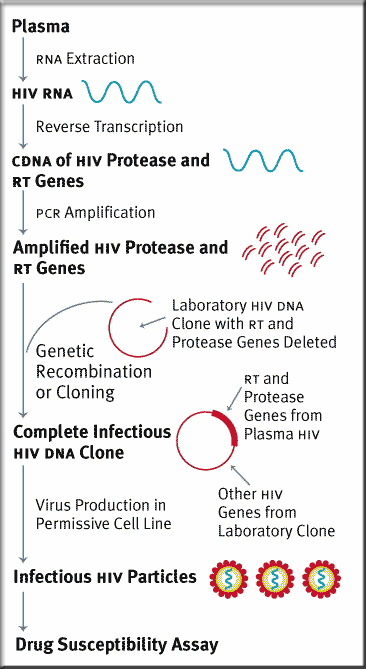 Plasma
RNA Extraction
HIV RNA
Reverse Transcription
CDNA of HIV Protease and
RT Genes
PCR Amplification
Amplified HIV Protease and
RT Genes
Laboratory HIV DNA
Clone with RT and
Protease Genes Deleted
Genetic
Recombination
or Cloning
RT and
Protease
Genes from
Plasma HIV
Complete Infectious
HIV DNA Clone
Other HIV
Genes from
Laboratory Clone
Virus Production in
Permissive Cell Line
Infectious HIV Particles
Drug Susceptibility Assay